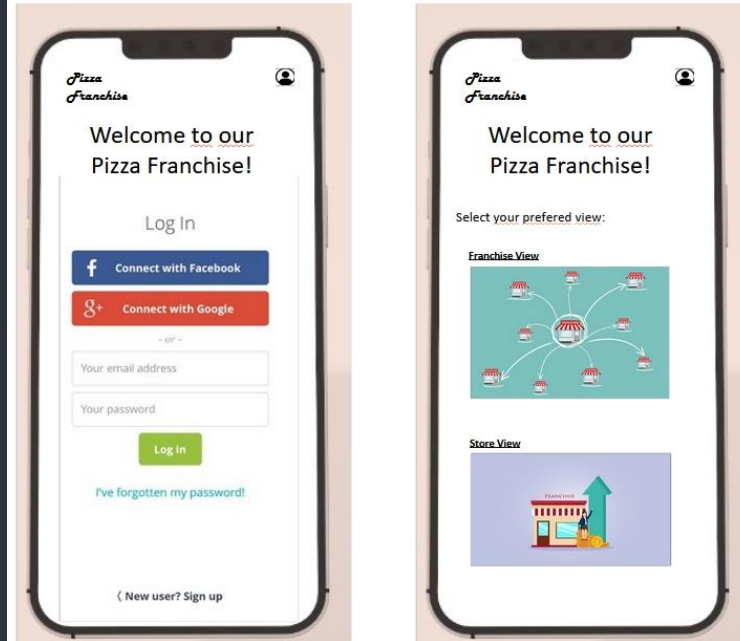 Pizza
Franchise
Welcome to our
Pizza Franchise!
Log In
f Connect with Facebook
g+ Connect with Google
- or -
Your email address
Your password
Log in
I've forgotten my password!
〈 New user? Sign up
Pizza
Franchise
Welcome to our
Pizza Franchise!
Select your prefered view:
Franchise View
Store View
FRANCHISE